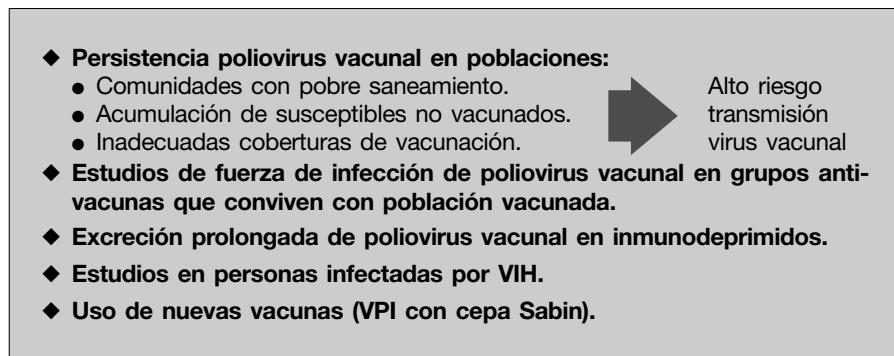 ◆ Persistencia poliovirus vacunal en poblaciones:
● Comunidades con pobre saneamiento.
● Acumulación de susceptibles no vacunados.
● Inadecuadas coberturas de vacunación.
Alto riesgo
transmisión
virus vacunal
◆ Estudios de fuerza de infección de poliovirus vacunal en grupos anti-
vacunas que conviven con población vacunada.
◆ Excreción prolongada de poliovirus vacunal en inmunodeprimidos.
◆ Estudios en personas infectadas por VIH.
◆ Uso de nuevas vacunas (VPI con cepa Sabin).